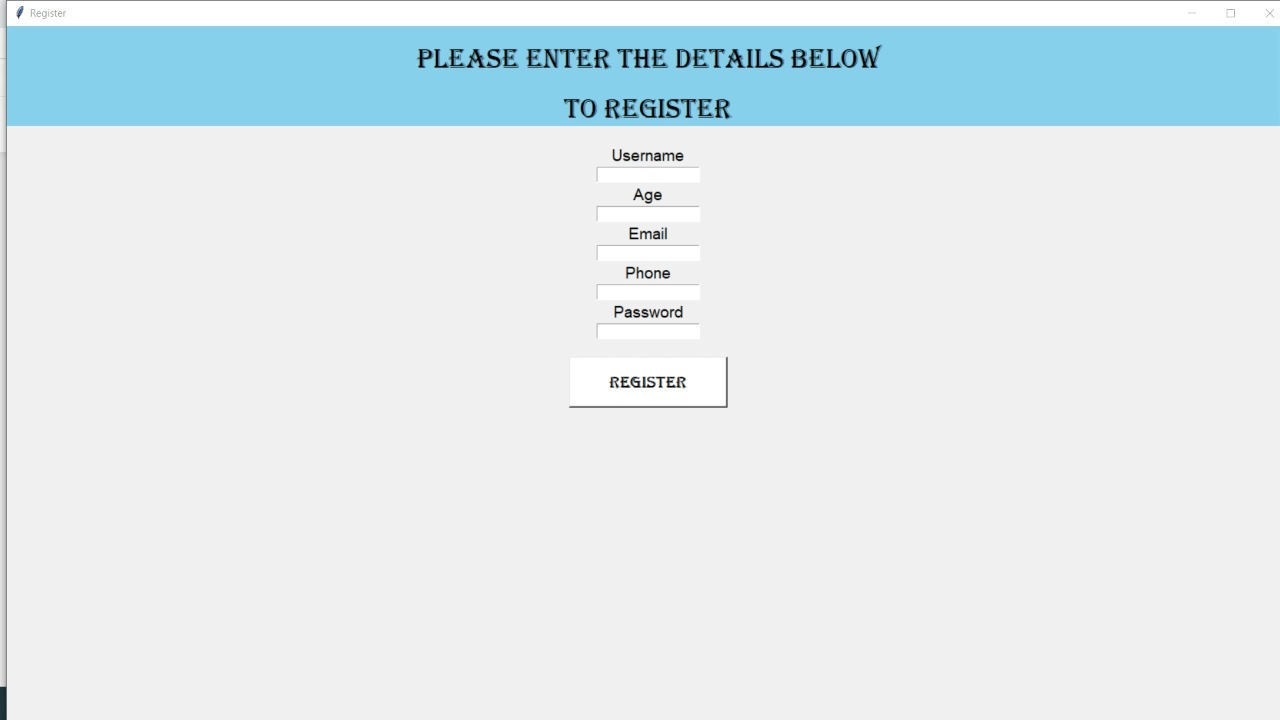 Register
PLEASE ENTER THE DETAILS BELOW
TO REGISTER
Username
Age
Email
Phone
Password
REGISTER